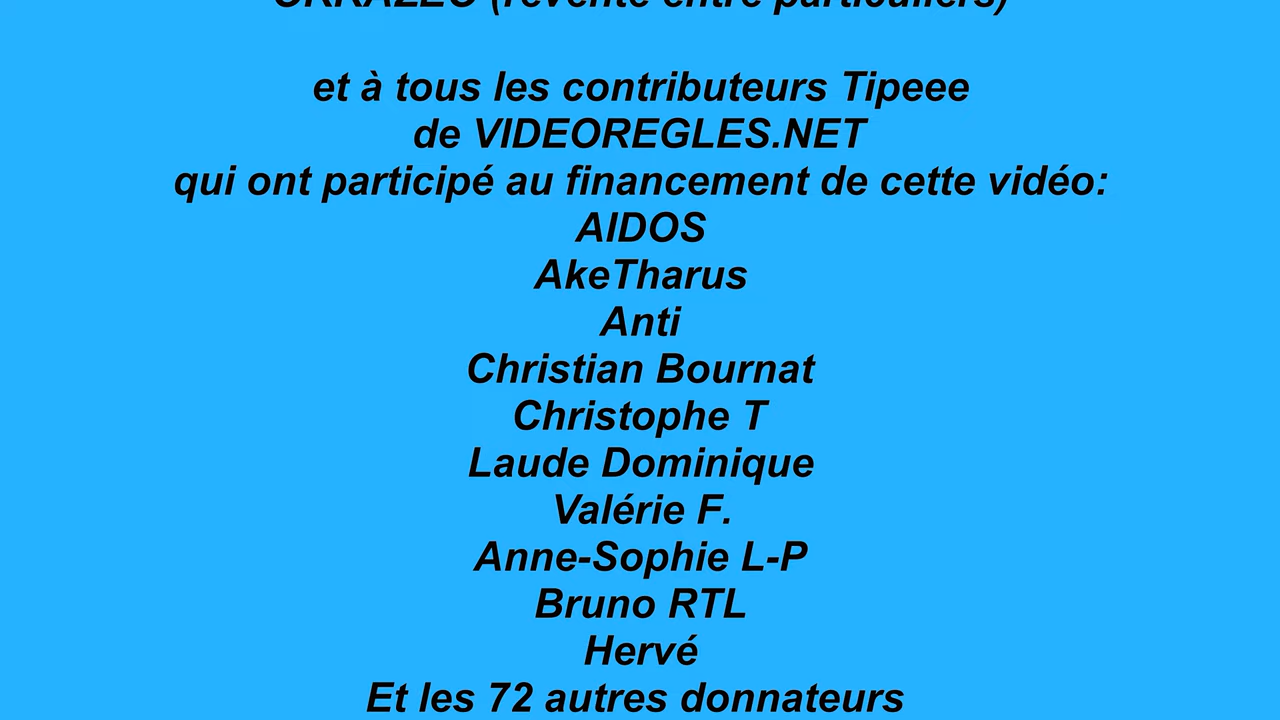 (revente entre particuliers)
et à tous les contributeurs Tipeee
de VIDEOREGLES.NET
qui ont participé au financement de cette vidéo:
AIDOS
AkeTharus
Anti
Christian Bournat
Christophe T
Laude Dominique
Valérie F.
Anne-Sophie L-P
Bruno RTL
Hervé
Et les 72 autres donnateurs